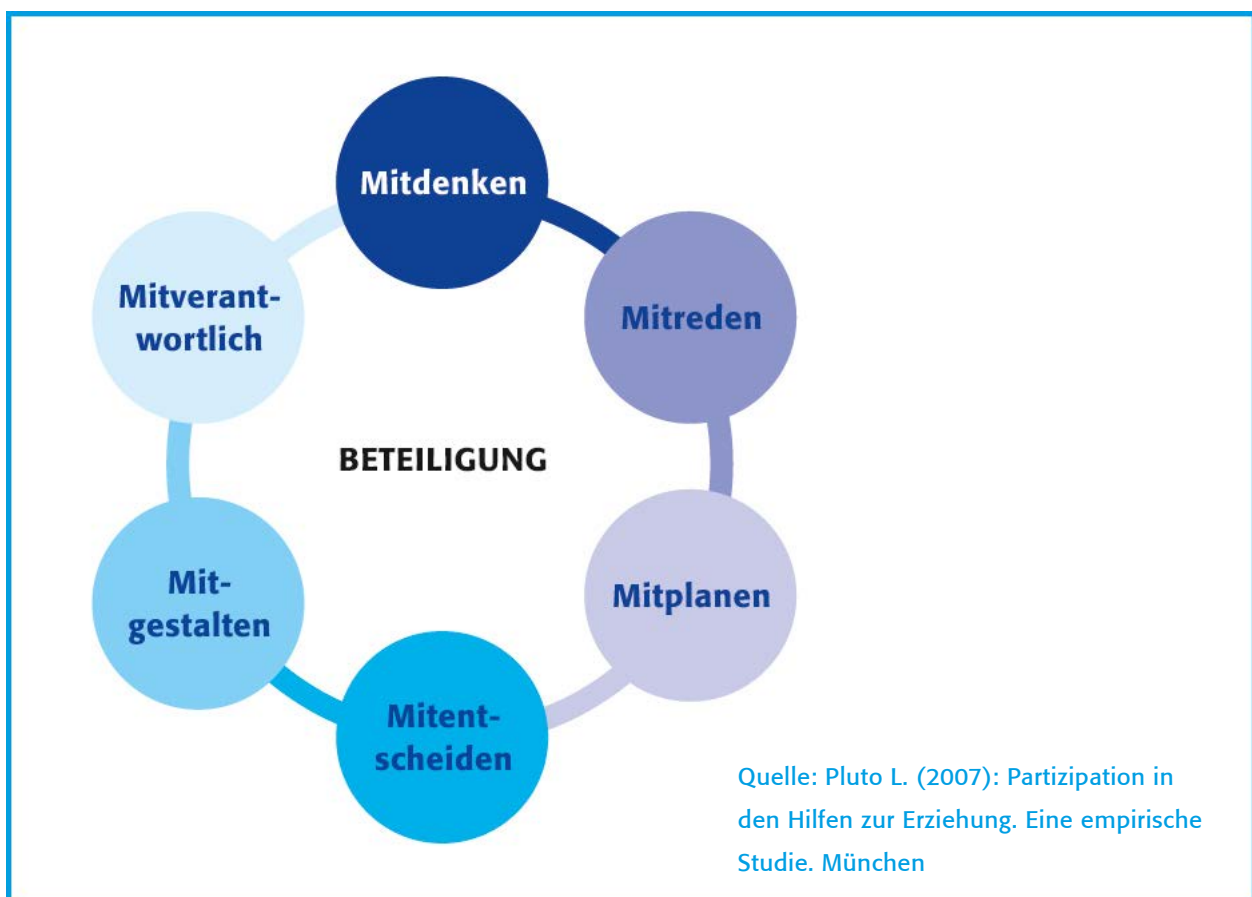 Mitdenken
Mitreden
Mitplanen
Mitent-
scheiden
Mit-
gestalten
Mitverant-
wortlich
BETEILIGUNG
Quelle: Pluto L. (2007): Partizipation in
den Hilfen zur Erziehung. Eine empirische
Studie. München